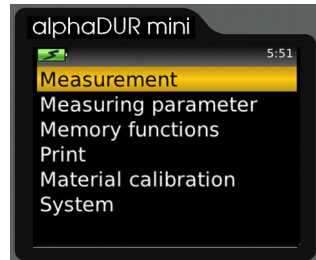 alphaDUR mini
5:51
Measurement
Measuring parameter
Memory functions
Print
Material calibration
System